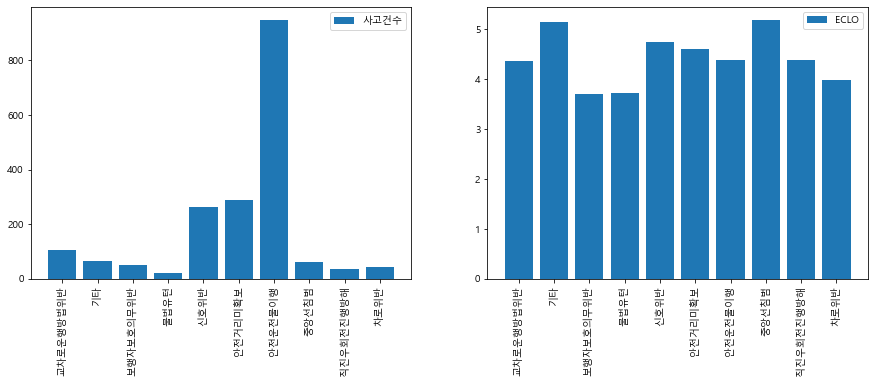 사고건수
800
600
400
200
0
교차로운행방법위반
기타
보행자보호의무위반
불법유턴
신호위반
안전거리미확보
안전운전불이행
중앙선침범
직진우회전진행방해
차로위반
ECLO
5
4
3
2
1
0
교차로운행방법위반
기타
보행자보호의무위반
불법유턴
신호위반
안전거리미확보
안전운전불이행
중앙선침범
직진우회전진행방해
차로위반